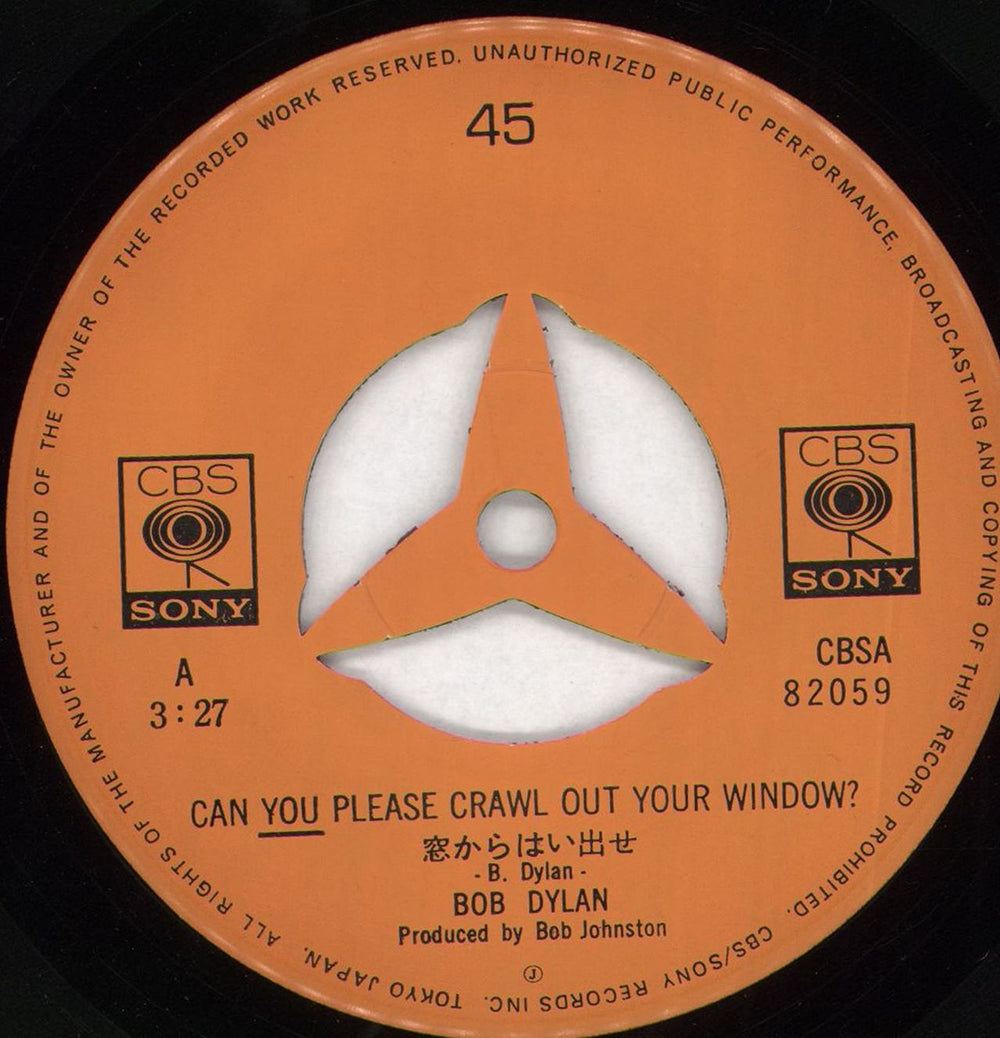 ALL RIGHTS OF THE MANUFACTURER AND OF THE OWNER OF THE RECORDED WORK RESERVED. UNAUTHORIZED PUBLIC PERFORMANCE, BROADCASTING AND COPYING OF THIS RECORD PROHIBITED. CBS/SONY RECORDS INC. TOKYO JAPAN.
45
CBS
SONY
CBS
SONY
A
3:27
CBSA
82059
CAN YOU PLEASE CRAWL OUT YOUR WINDOW?
窓からはい出せ
- B. Dylan -
BOB DYLAN
Produced by Bob Johnston
Ⓙ